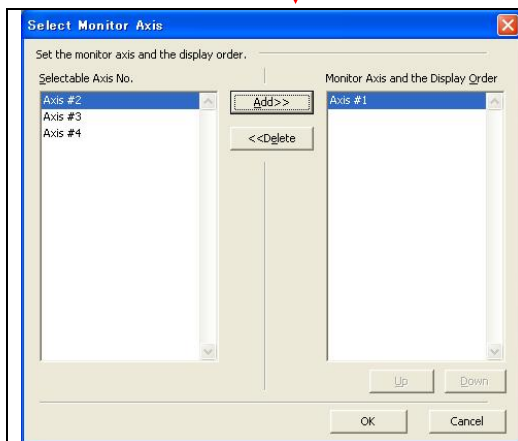 Select Monitor Axis
Set the monitor axis and the display order.
Selectable Axis No.
Monitor Axis and the Display Order
Axis #2
Axis #3
Axis #4
Add>>
<<Delete
Axis #1
Up
Down
OK
Cancel